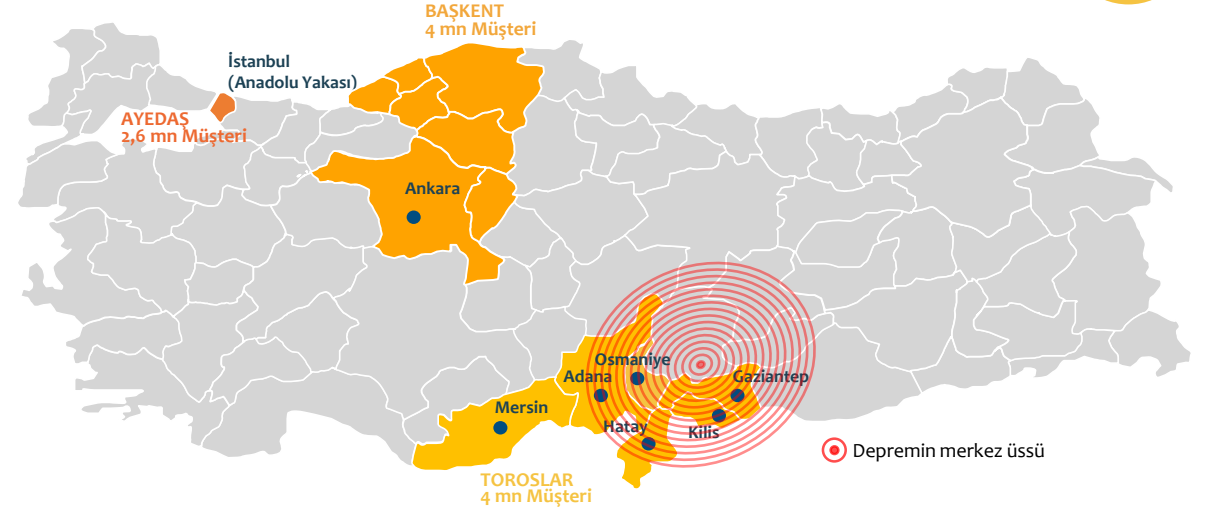 BAŞKENT
4 mn Müşteri
İstanbul
(Anadolu Yakası)
AYEDAŞ
2,6 mn Müşteri
Ankara
Osmaniye
Adana
Gaziantep
Mersin
Hatay
Kilis
Depremin merkez üssü
TOROSLAR
4 mn Müşteri